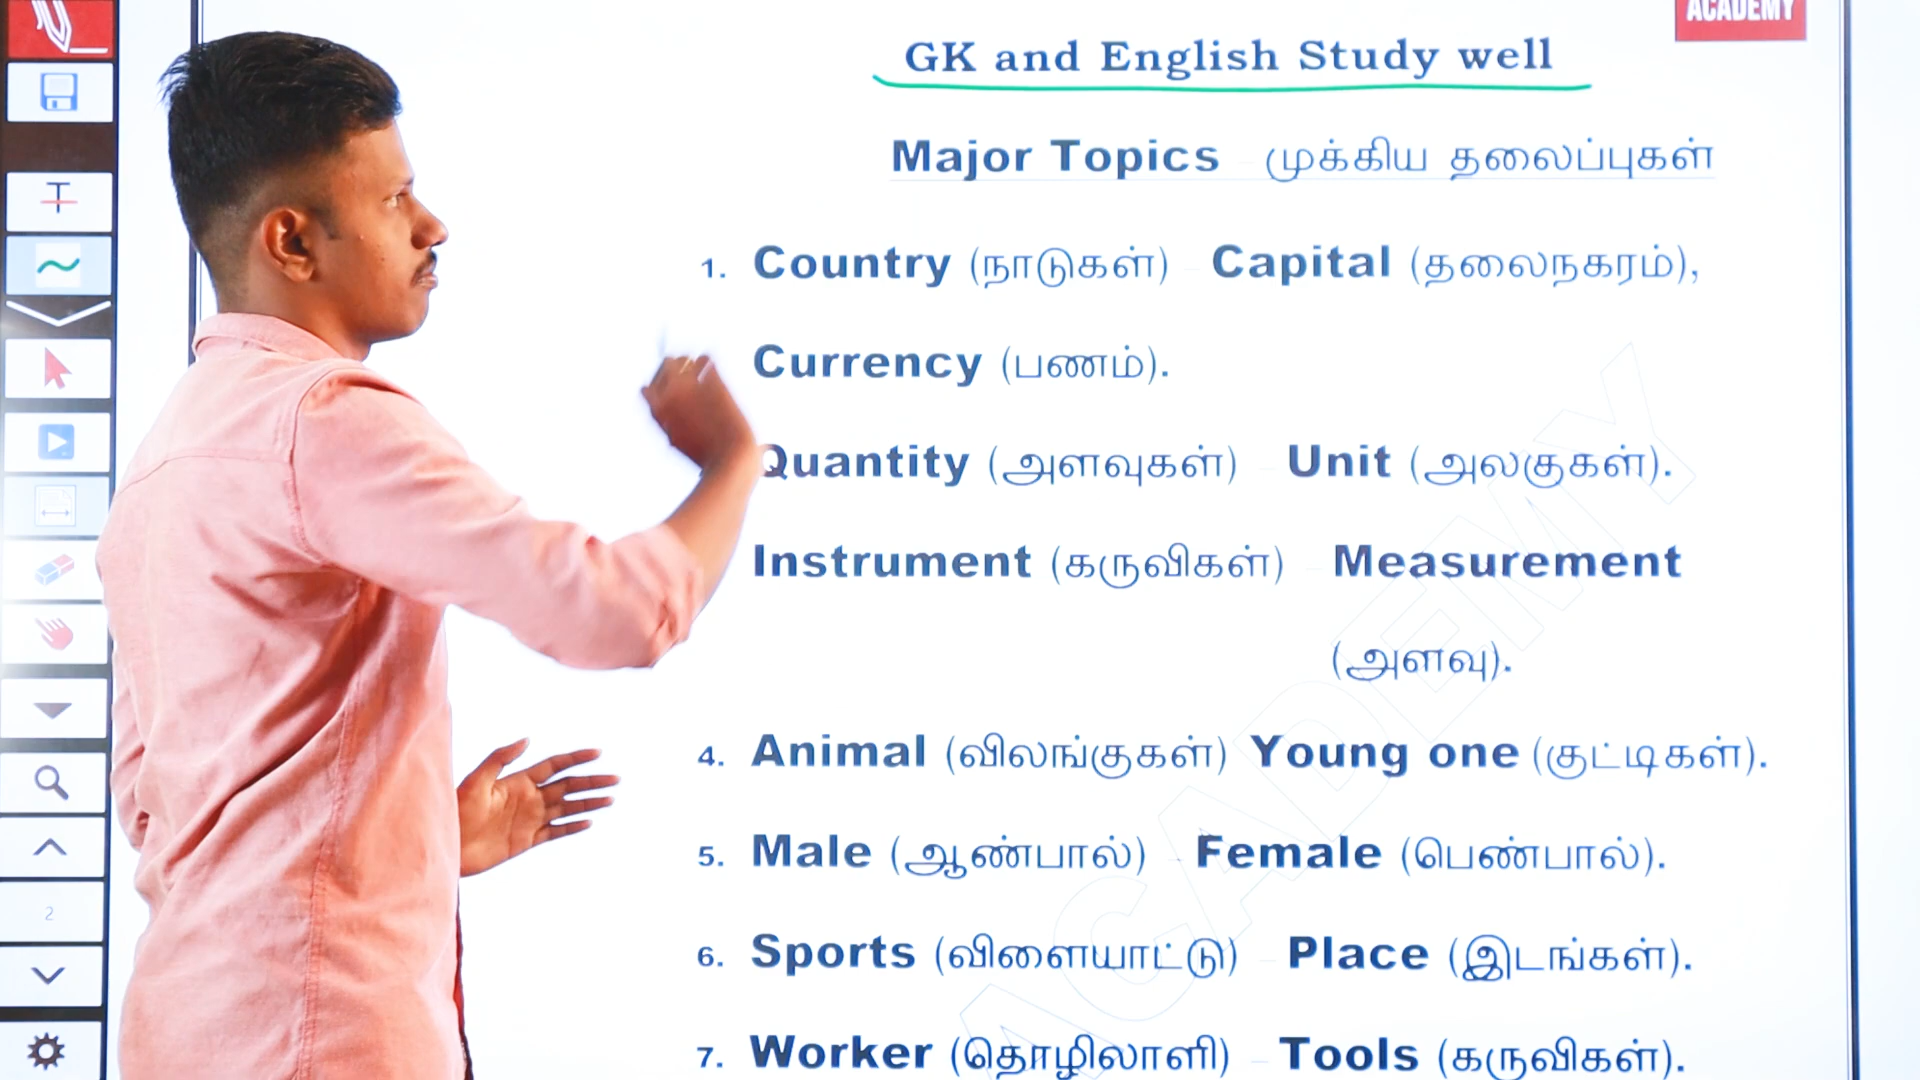 ACADEMY
GK and English Study well
Major Topics முக்கிய தலைப்புகள்
1. Country (நாடுகள்) - Capital (தலைநகரம்),
Currency (பணம்).
Quantity (அளவுகள்) - Unit (அலகுகள்).
Instrument (கருவிகள்) - Measurement
(அளவு).
4. Animal (விலங்குகள்) Young one (குட்டிகள்).
5. Male (ஆண்பால்) - Female (பெண்பால்).
6. Sports (விளையாட்டு) - Place (இடங்கள்).
7. Worker (தொழிலாளி) - Tools (கருவிகள்).
2
ACADEMY